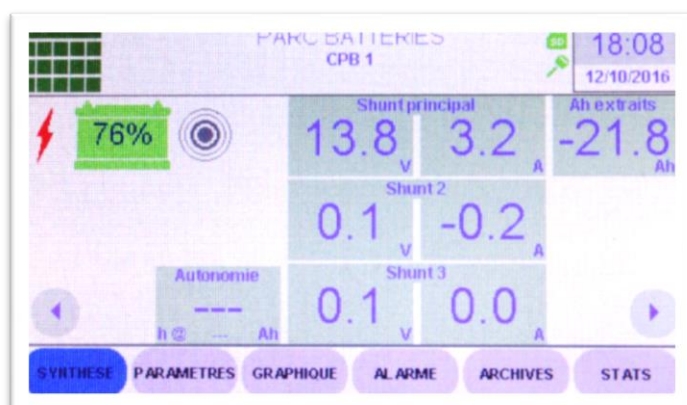 PARC BATTERIES
CPB 1
SD
18:08
12/10/2016
76%
Shunt principal
13.8 V
3.2 A
Ah extraits
-21.8 Ah
Shunt 2
0.1 V
-0.2 A
Autonomie
---
h @ --- Ah
Shunt 3
0.1 V
0.0 A
SYNTHESE PARAMETRES GRAPHIQUE ALARME ARCHIVES STATS